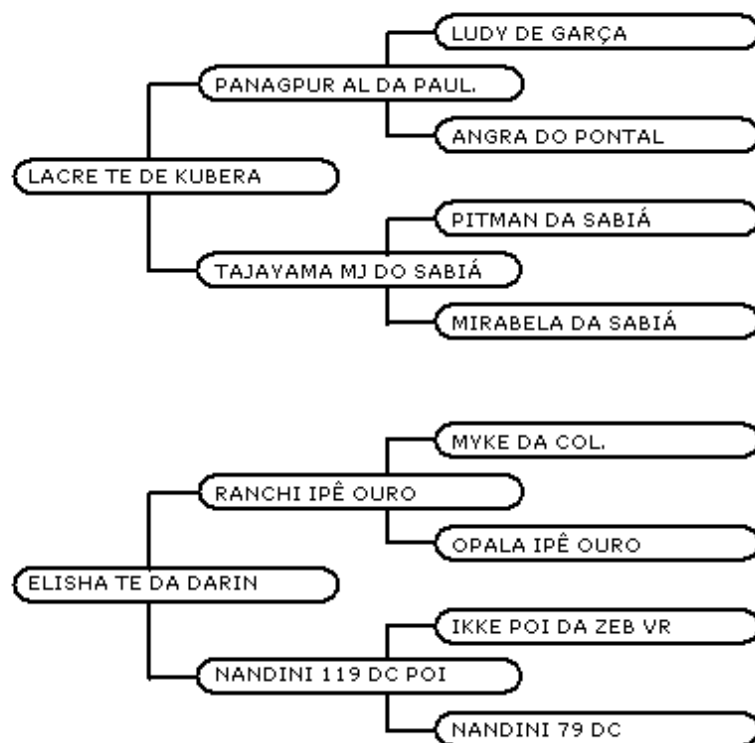 LUDY DE GARÇA
PANAGPUR AL DA PAUL.
ANGRA DO PONTAL
LACRE TE DE KUBERA
PITMAN DA SABIÁ
TAJAYAMA MJ DO SABIÁ
MIRABELA DA SABIÁ
MYKE DA COL.
RANCHI IPÊ OURO
OPALA IPÊ OURO
ELISHA TE DA DARIN
IKKE POI DA ZEB VR
NANDINI 119 DC POI
NANDINI 79 DC